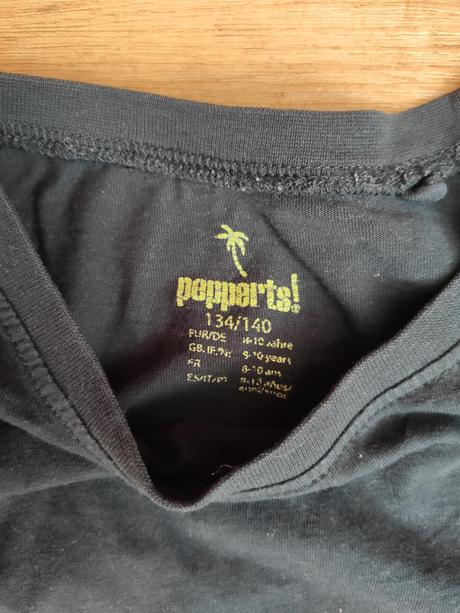 pepperts!
134/140
EUR/DE 8-10 Jahre
GB, IE/NI 8-10 years
FR 8-10 ans
ES/IT/PT 8-10 años/